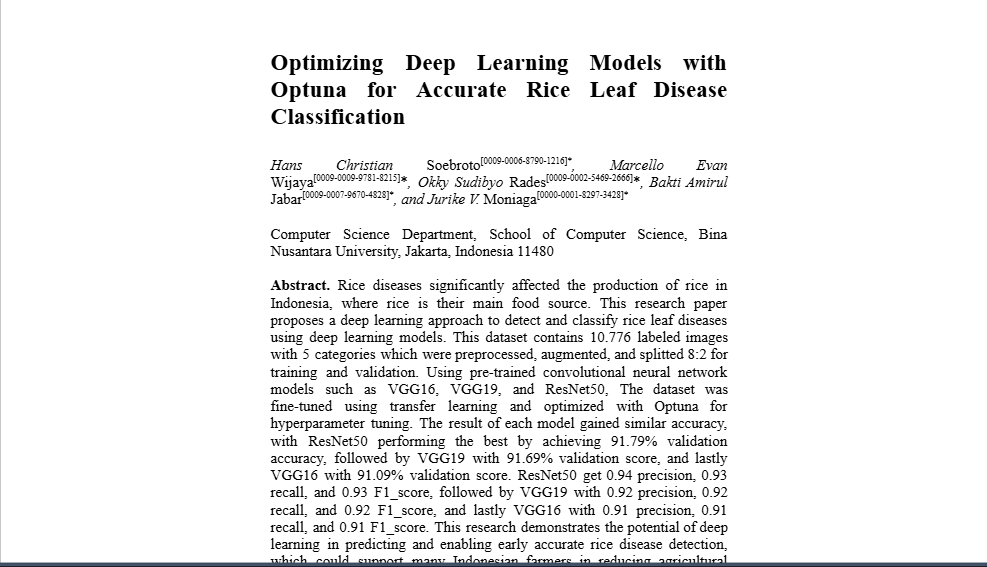 Optimizing Deep Learning Models with
Optuna for Accurate Rice Leaf Disease
Classification
Hans Christian Soebroto[0009-0006-8790-1216]*, Marcello Evan
Wijaya[0009-0009-9781-8215]*, Okky Sudibyo Rades[0009-0002-5469-2666]*, Bakti Amirul
Jabar[0009-0007-9670-4828]*, and Jurike V. Moniaga[0000-0001-8297-3428]*
Computer Science Department, School of Computer Science, Bina
Nusantara University, Jakarta, Indonesia 11480
Abstract. Rice diseases significantly affected the production of rice in
Indonesia, where rice is their main food source. This research paper
proposes a deep learning approach to detect and classify rice leaf diseases
using deep learning models. This dataset contains 10.776 labeled images
with 5 categories which were preprocessed, augmented, and splitted 8:2 for
training and validation. Using pre-trained convolutional neural network
models such as VGG16, VGG19, and ResNet50, The dataset was
fine-tuned using transfer learning and optimized with Optuna for
hyperparameter tuning. The result of each model gained similar accuracy,
with ResNet50 performing the best by achieving 91.79% validation
accuracy, followed by VGG19 with 91.69% validation score, and lastly
VGG16 with 91.09% validation score. ResNet50 get 0.94 precision, 0.93
recall, and 0.93 F1_score, followed by VGG19 with 0.92 precision, 0.92
recall, and 0.92 F1_score, and lastly VGG16 with 0.91 precision, 0.91
recall, and 0.91 F1_score. This research demonstrates the potential of deep
learning in predicting and enabling early accurate rice disease detection,
which could support many Indonesian farmers in reducing agricultural